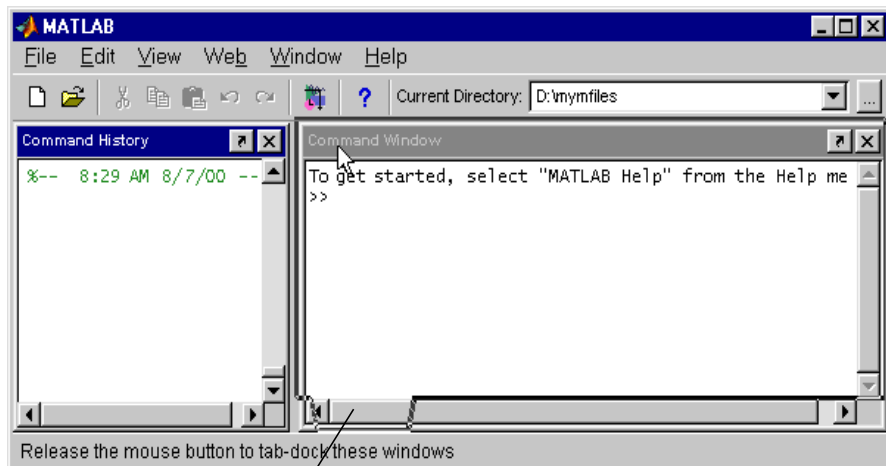 MATLAB
File Edit View Web Window Help
? Current Directory: D:\mymfiles ...
Command History
Command Window
%-- 8:29 AM 8/7/00 --
To get started, select "MATLAB Help" from the Help me
>>
Release the mouse button to tab-dock these windows